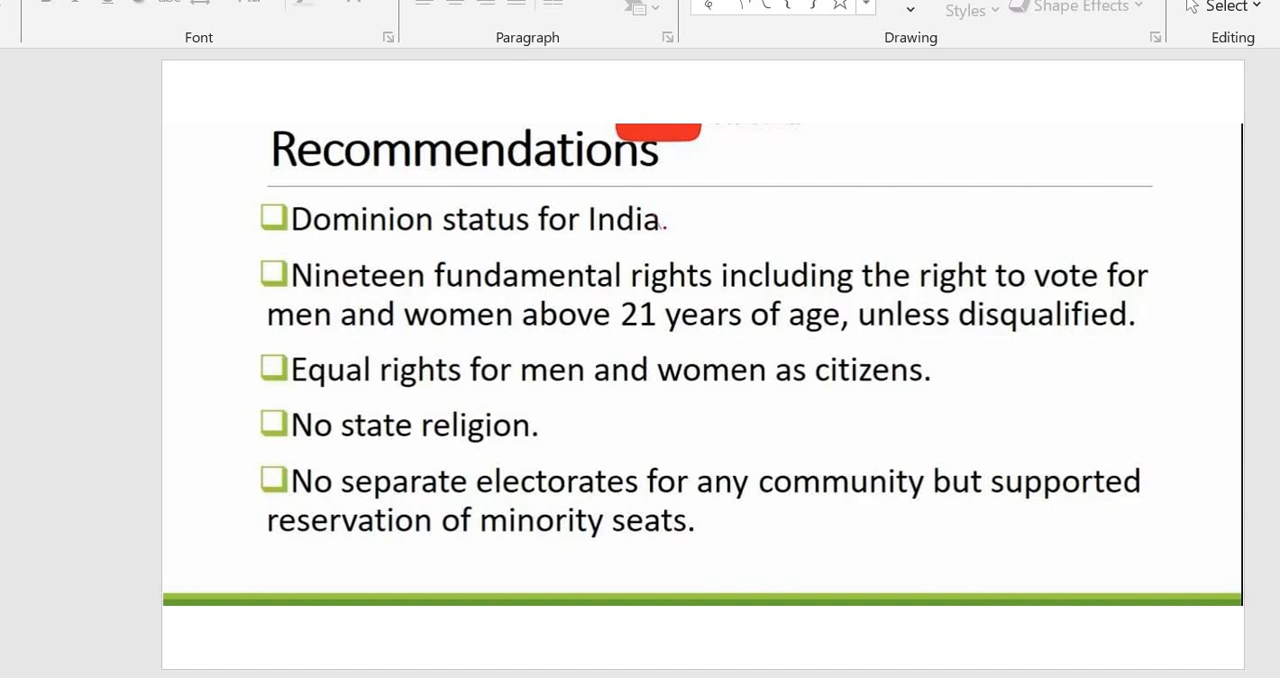 Font
Paragraph
Drawing
Editing
Styles
Shape Effects
Select
Recommendations
Dominion status for India.
Nineteen fundamental rights including the right to vote for
men and women above 21 years of age, unless disqualified.
Equal rights for men and women as citizens.
No state religion.
No separate electorates for any community but supported
reservation of minority seats.